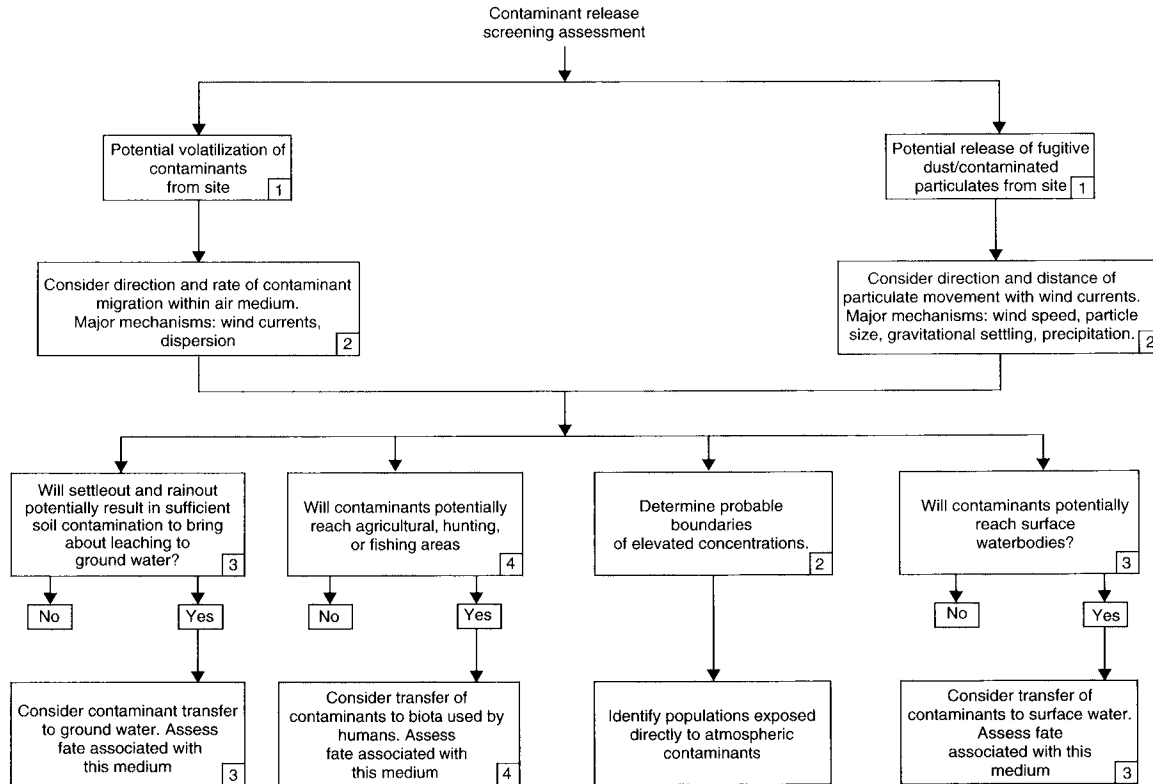 Contaminant release
screening assessment
Potential volatilization of
contaminants
from site
1
Potential release of fugitive
dust/contaminated
particulates from site
1
Consider direction and rate of contaminant
migration within air medium.
Major mechanisms: wind currents,
dispersion
2
Consider direction and distance of
particulate movement with wind currents.
Major mechanisms: wind speed, particle
size, gravitational settling, precipitation.
2
Will settleout and rainout
potentially result in sufficient
soil contamination to bring
about leaching to
ground water?
3
Will contaminants potentially
reach agricultural, hunting,
or fishing areas
4
Determine probable
boundaries
of elevated concentrations.
2
Will contaminants potentially
reach surface
waterbodies?
3
No
Yes
No
Yes
No
Yes
Consider contaminant transfer
to ground water. Assess
fate associated with
this medium
3
Consider transfer of
contaminants to biota used by
humans. Assess
fate associated with
this medium
4
Identify populations exposed
directly to atmospheric
contaminants
Consider transfer of
contaminants to surface water.
Assess fate
associated with this
medium
3